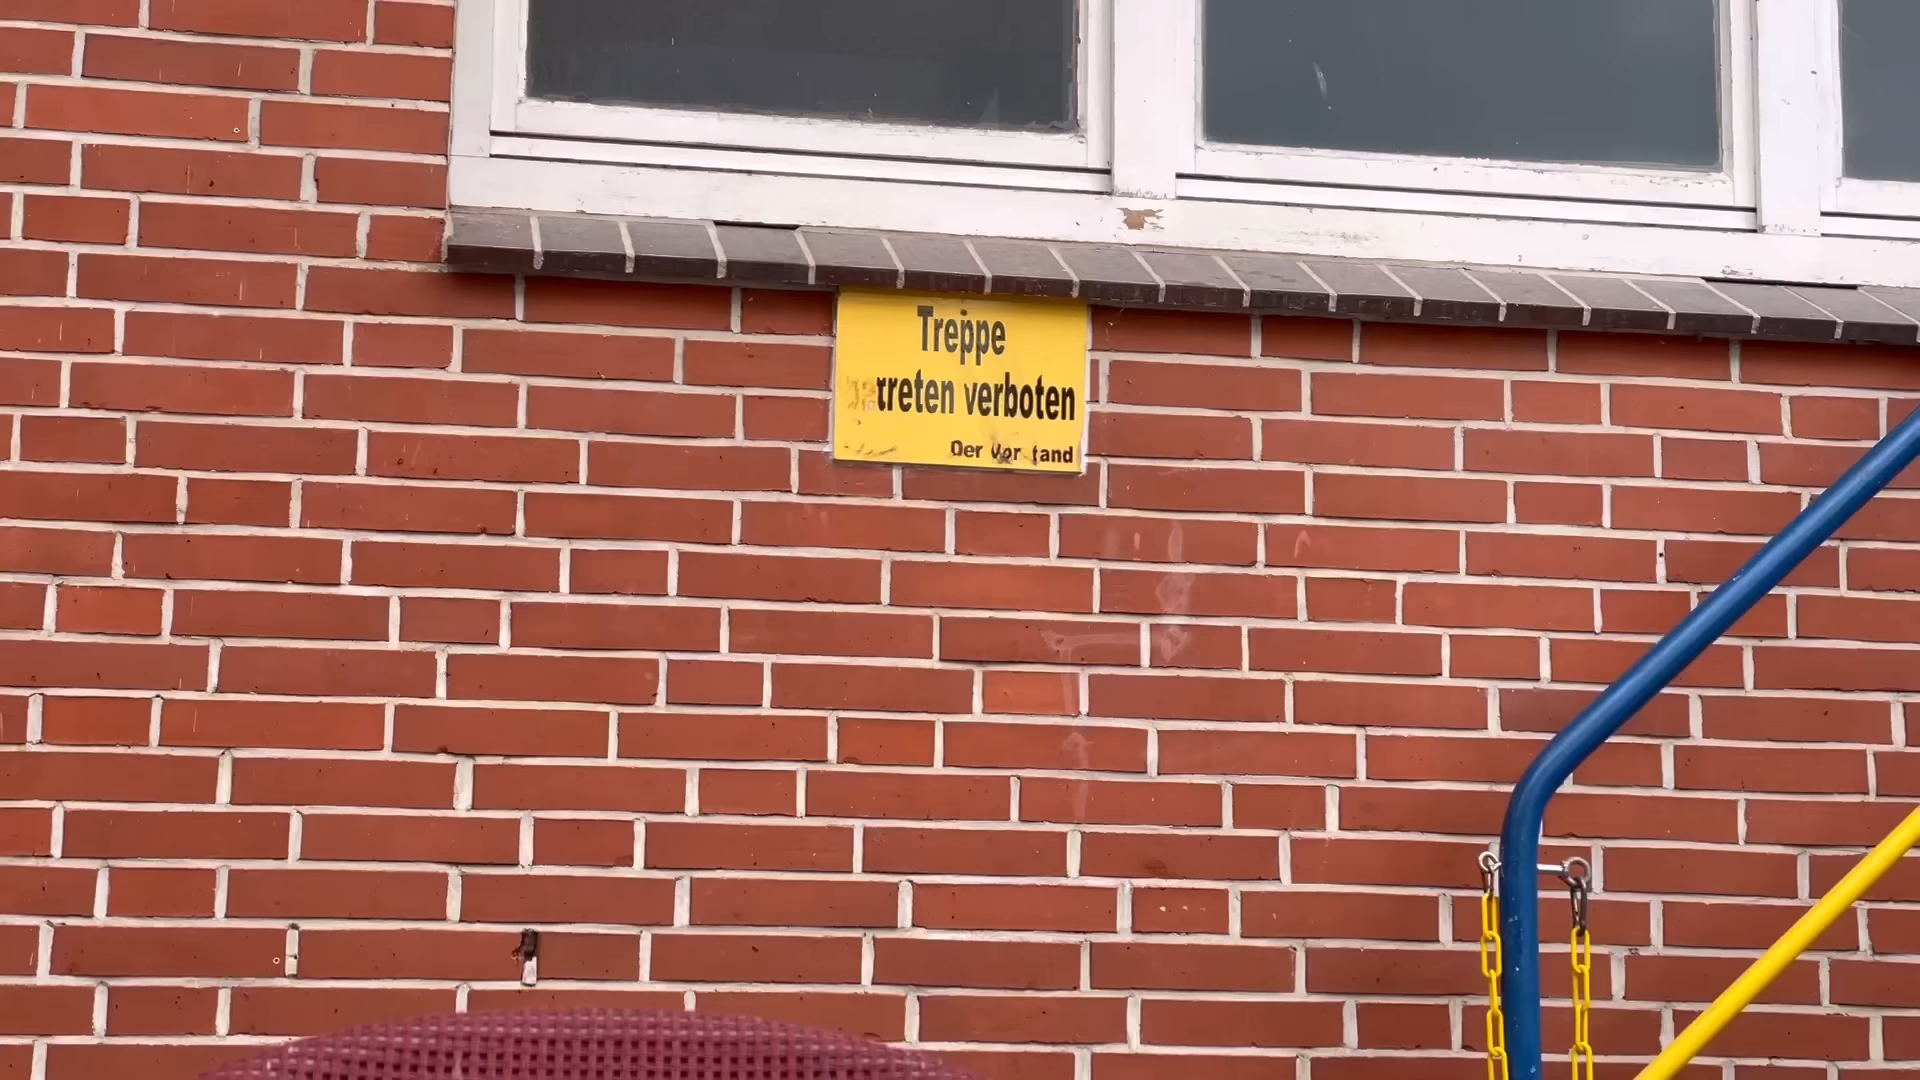 Treppe
treten verboten
Der Vor tand